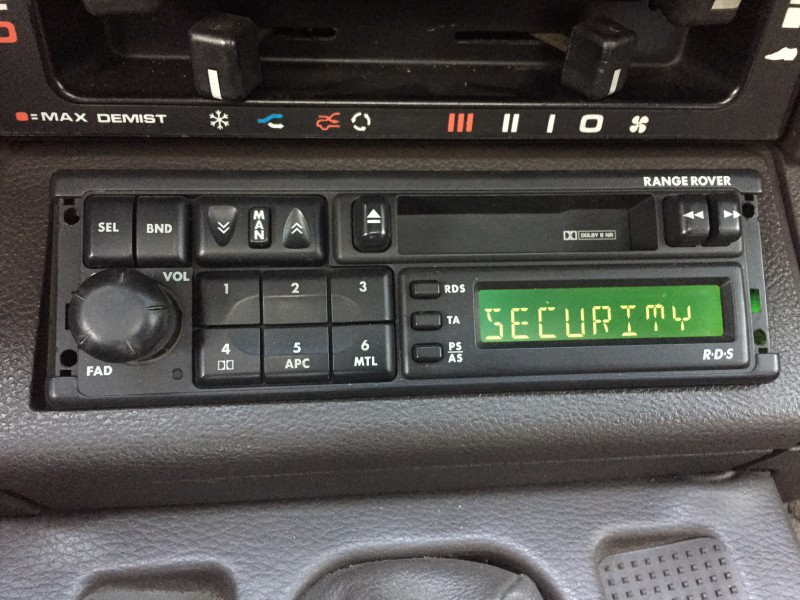 = MAX DEMIST
III II I O
RANGE ROVER
SEL BND MAN
DOLBY B NR
VOL
1 2 3
RDS
TA
SECURITY
4 5 6
APC MTL
PS
AS
FAD
R·D·S